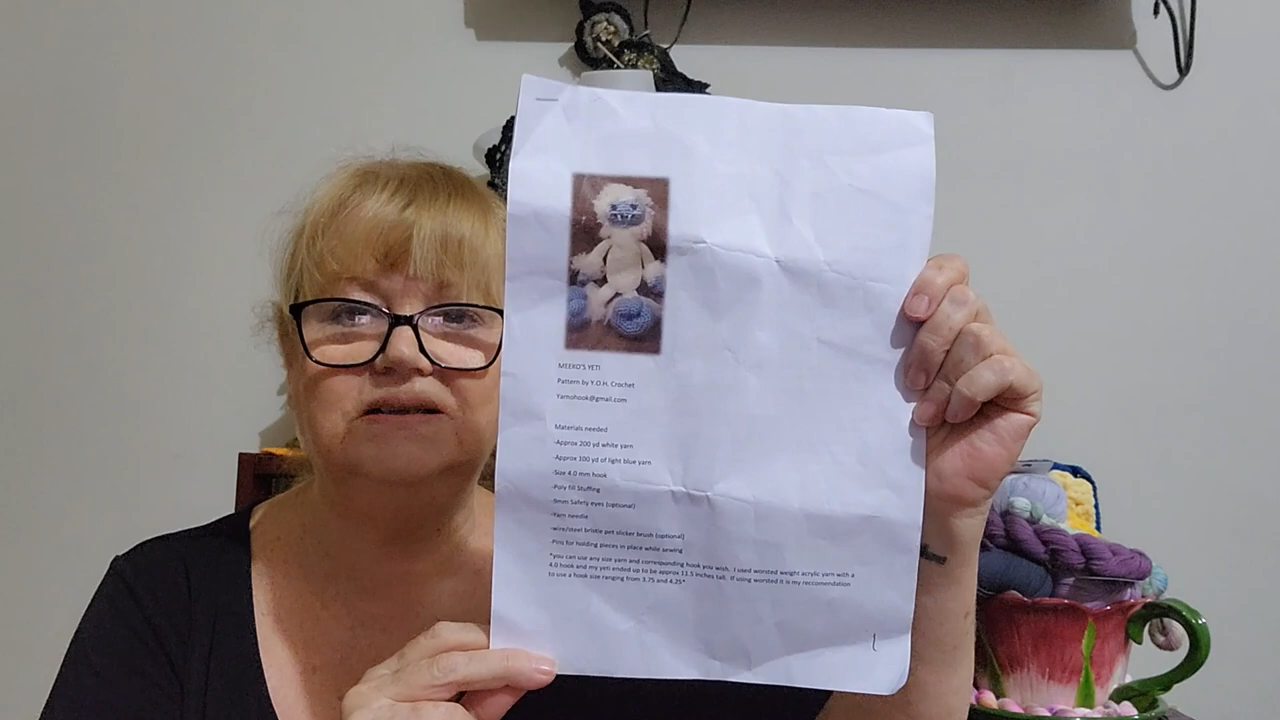 MEEKO'S YETI
Pattern by Y.O.H. Crochet
Yarnohook@gmail.com
Materials needed
-Approx 200 yd white yarn
-Approx 100 yd of light blue yarn
-Size 4.0 mm hook
-Poly fill Stuffing
-9mm Safety eyes (optional)
-Yarn needle
-wire/steel bristle pet slicker brush (optional)
-Pins for holding pieces in place while sewing
*you can use any size yarn and corresponding hook you wish. I used worsted weight acrylic yarn with a
4.0 hook and my yeti ended up to be approx 11.5 inches tall. If using worsted it is my reccomendation
to use a hook size ranging from 3.75 and 4.25*